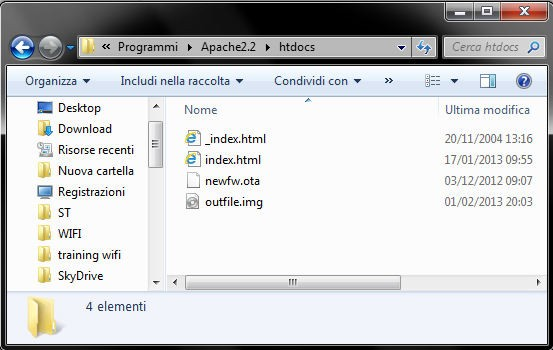 « Programmi Apache2.2 htdocs Cerca htdocs
Organizza Includi nella raccolta Condividi con »
Desktop
Download
Risorse recenti
Nuova cartella
Registrazioni
ST
WIFI
training wifi
SkyDrive
Nome Ultima modifica
_index.html 20/11/2004 13:16
index.html 17/01/2013 09:55
newfw.ota 03/12/2012 09:07
outfile.img 01/02/2013 20:03
4 elementi